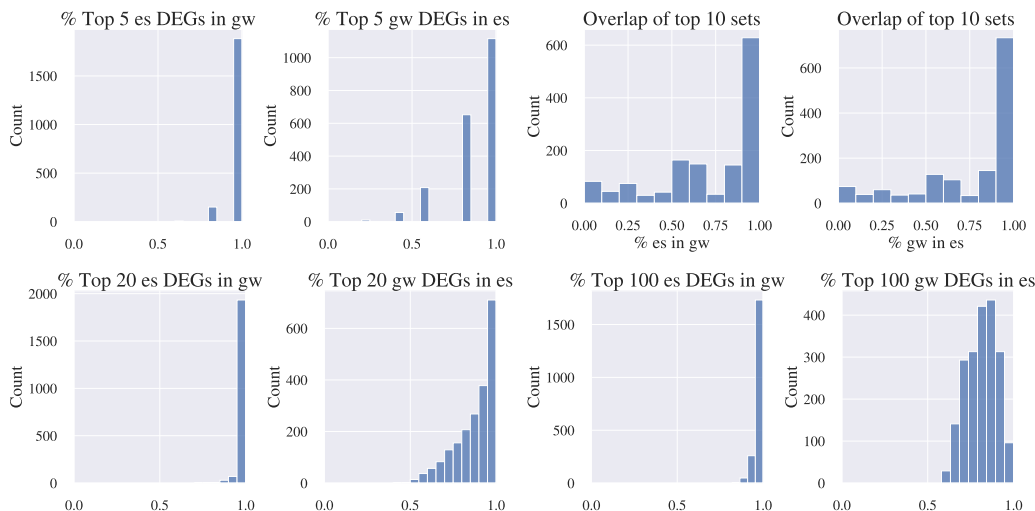 % Top 5 es DEGs in gw
Count
1500
1000
500
0
0.0 0.5 1.0
% Top 5 gw DEGs in es
Count
1000
800
600
400
200
0
0.0 0.5 1.0
Overlap of top 10 sets
Count
600
400
200
0
0.00 0.25 0.50 0.75 1.00
% es in gw
Overlap of top 10 sets
Count
600
400
200
0
0.00 0.25 0.50 0.75 1.00
% gw in es
% Top 20 es DEGs in gw
Count
2000
1500
1000
500
0
0.0 0.5 1.0
% Top 20 gw DEGs in es
Count
600
400
200
0
0.0 0.5 1.0
% Top 100 es DEGs in gw
Count
1500
1000
500
0
0.0 0.5 1.0
% Top 100 gw DEGs in es
Count
400
300
200
100
0
0.0 0.5 1.0